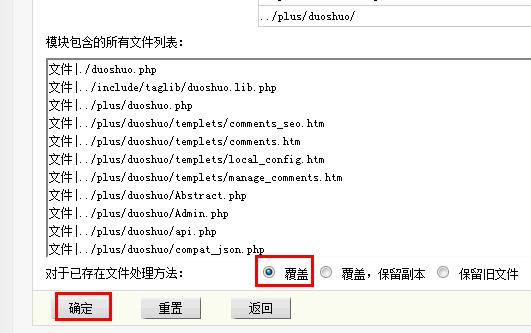 ../plus/duoshuo/
模块包含的所有文件列表：
文件|./duoshuo.php
文件|../include/taglib/duoshuo.lib.php
文件|../plus/duoshuo.php
文件|../plus/duoshuo/templets/comments_seo.htm
文件|../plus/duoshuo/templets/comments.htm
文件|../plus/duoshuo/templets/local_config.htm
文件|../plus/duoshuo/templets/manage_comments.htm
文件|../plus/duoshuo/Abstract.php
文件|../plus/duoshuo/Admin.php
文件|../plus/duoshuo/api.php
文件|../plus/duoshuo/compat_json.php
对于已存在文件处理方法： 覆盖 覆盖，保留副本 保留旧文件
确定 重置 返回